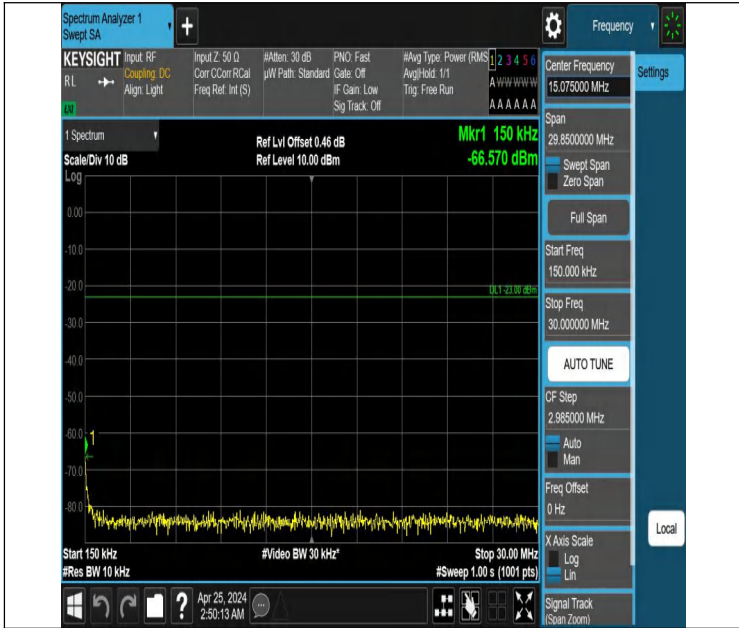 Spectrum Analyzer 1
Swept SA
+
Frequency
KEYSIGHT
RL
LXI
Input: RF
Coupling: DC
Align: Light
Input Z: 50 Ω
Corr CCorr RCal
Freq Ref: Int (S)
#Atten: 30 dB
µW Path: Standard
PNO: Fast
Gate: Off
IF Gain: Low
Sig Track: Off
#Avg Type: Power (RMS)
Avg|Hold: 1/1
Trig: Free Run
1 2 3 4 5 6
A W W W W W
A A A A A A
1 Spectrum
Scale/Div 10 dB
Ref Lvl Offset 0.46 dB
Ref Level 10.00 dBm
Mkr1 150 kHz
-66.570 dBm
Log
0.00
-10.0
-20.0
-30.0
-40.0
-50.0
-60.0
-70.0
-80.0
DL1 -23.00 dBm
1
Start 150 kHz
#Res BW 10 kHz
#Video BW 30 kHz*
Stop 30.00 MHz
#Sweep 1.00 s (1001 pts)
Center Frequency
15.075000 MHz
Settings
Span
29.8500000 MHz
Swept Span
Zero Span
Full Span
Start Freq
150.000 kHz
Stop Freq
30.000000 MHz
AUTO TUNE
CF Step
2.985000 MHz
Auto
Man
Freq Offset
0 Hz
X Axis Scale
Log
Lin
Local
Signal Track
(Span Zoom)
?
Apr 25, 2024
2:50:13 AM